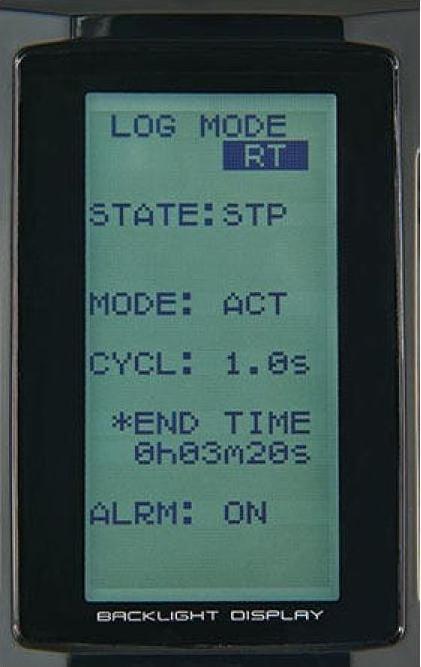 LOG MODE
RT
STATE:STP
MODE: ACT
CYCL: 1.0s
*END TIME
0h03m20s
ALRM: ON
BACKLIGHT DISPLAY